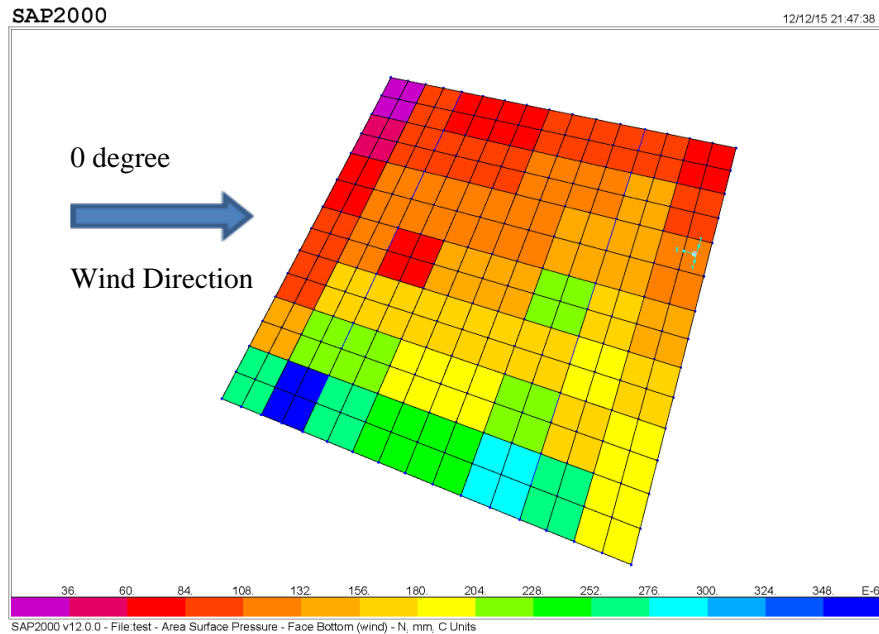 SAP2000
12/12/15 21:47:38
0 degree
Wind Direction
36. 60. 84. 108. 132. 156. 180. 204. 228. 252. 276. 300. 324. 348. E-6
SAP2000 v12.0.0 - File:test - Area Surface Pressure - Face Bottom (wind) - N, mm, C Units